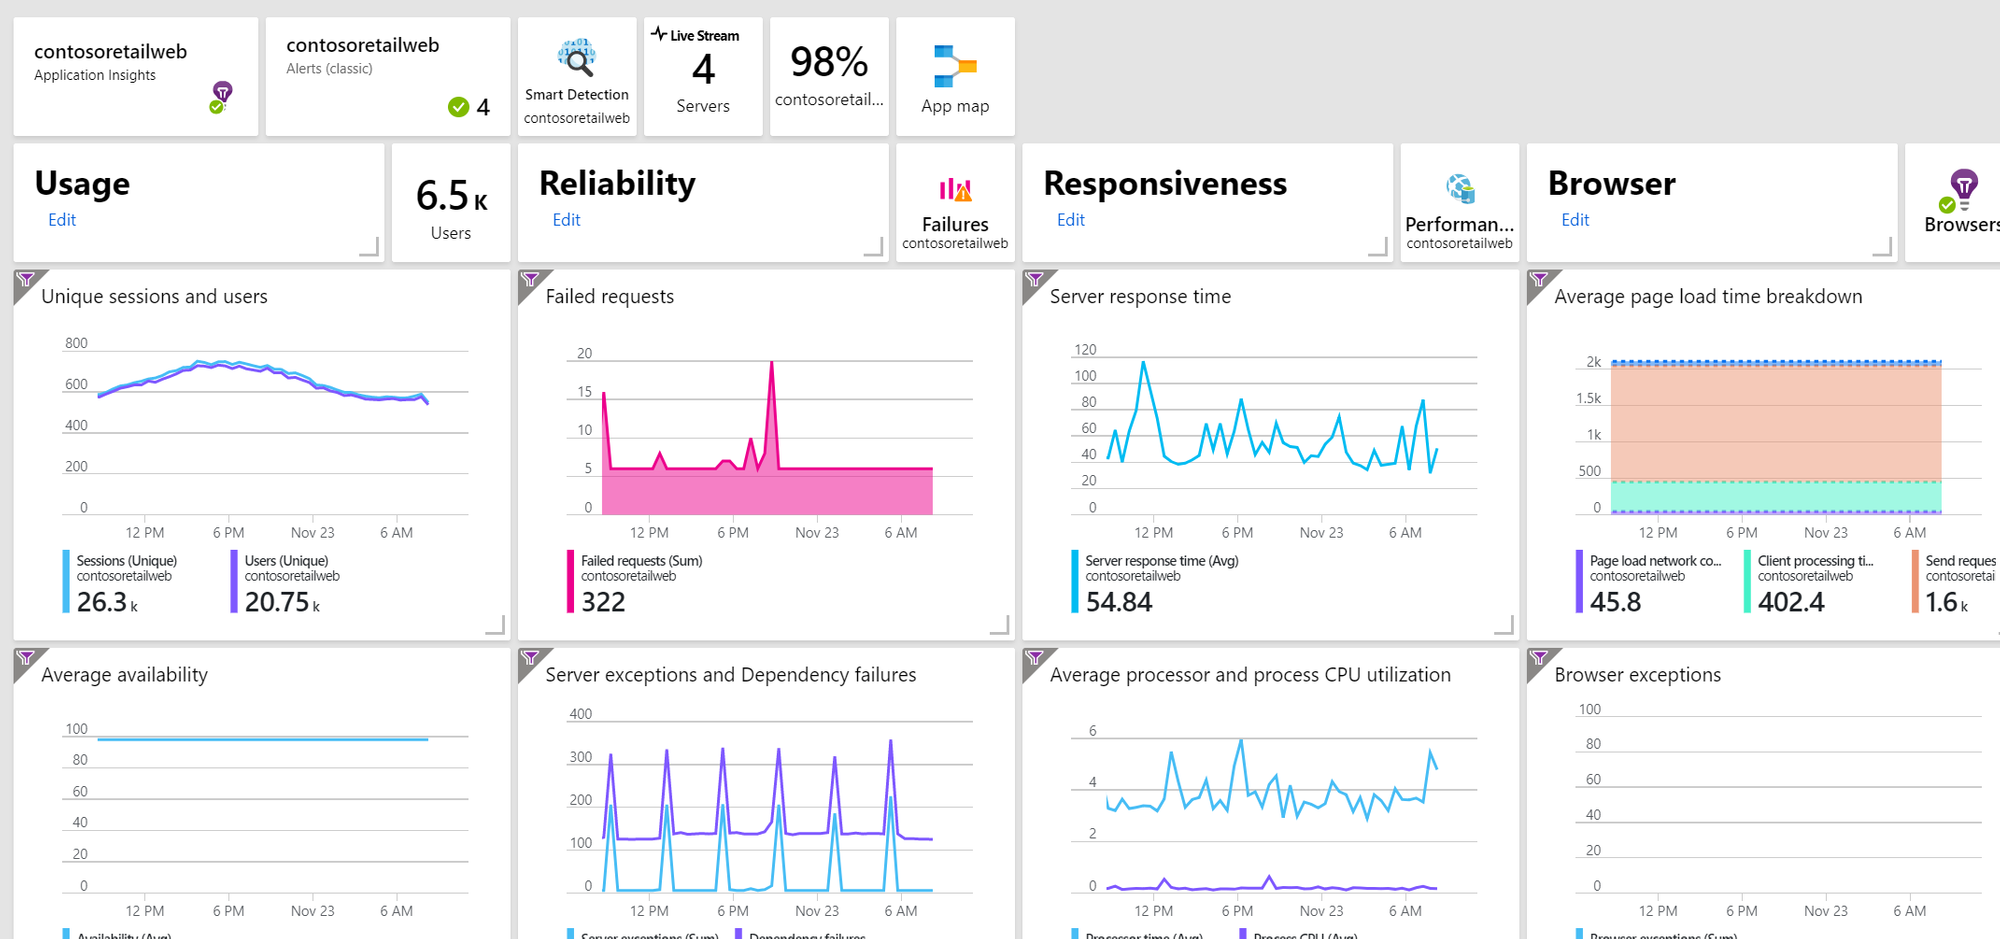 contosoretailweb
Application Insights
contosoretailweb
Alerts (classic)
4
Smart Detection
contosoretailweb
Live Stream
4
Servers
98%
contosoretail...
App map
Usage
Edit
6.5 K
Users
Reliability
Edit
Failures
contosoretailweb
Responsiveness
Edit
Performan...
contosoretailweb
Browser
Edit
Browsers
Unique sessions and users
800
600
400
200
0
12 PM 6 PM Nov 23 6 AM
Sessions (Unique)
contosoretailweb
26.3 k
Users (Unique)
contosoretailweb
20.75 k
Failed requests
20
15
10
5
0
12 PM 6 PM Nov 23 6 AM
Failed requests (Sum)
contosoretailweb
322
Server response time
120
100
80
60
40
20
0
12 PM 6 PM Nov 23 6 AM
Server response time (Avg)
contosoretailweb
54.84
Average page load time breakdown
2k
1.5k
1k
500
0
12 PM 6 PM Nov 23 6 AM
Page load network co...
contosoretailweb
45.8
Client processing ti...
contosoretailweb
402.4
Send reques
contosoretai
1.6 k
Average availability
100
80
60
40
20
0
12 PM 6 PM Nov 23 6 AM
Availability (Avg)
Server exceptions and Dependency failures
400
300
200
100
0
12 PM 6 PM Nov 23 6 AM
Server exceptions (Sum)
Dependency failures
Average processor and process CPU utilization
6
4
2
0
12 PM 6 PM Nov 23 6 AM
Processor time (Avg)
Process CPU (Avg)
Browser exceptions
100
80
60
40
20
0
12 PM 6 PM Nov 23 6 AM
Browser exceptions (Sum)